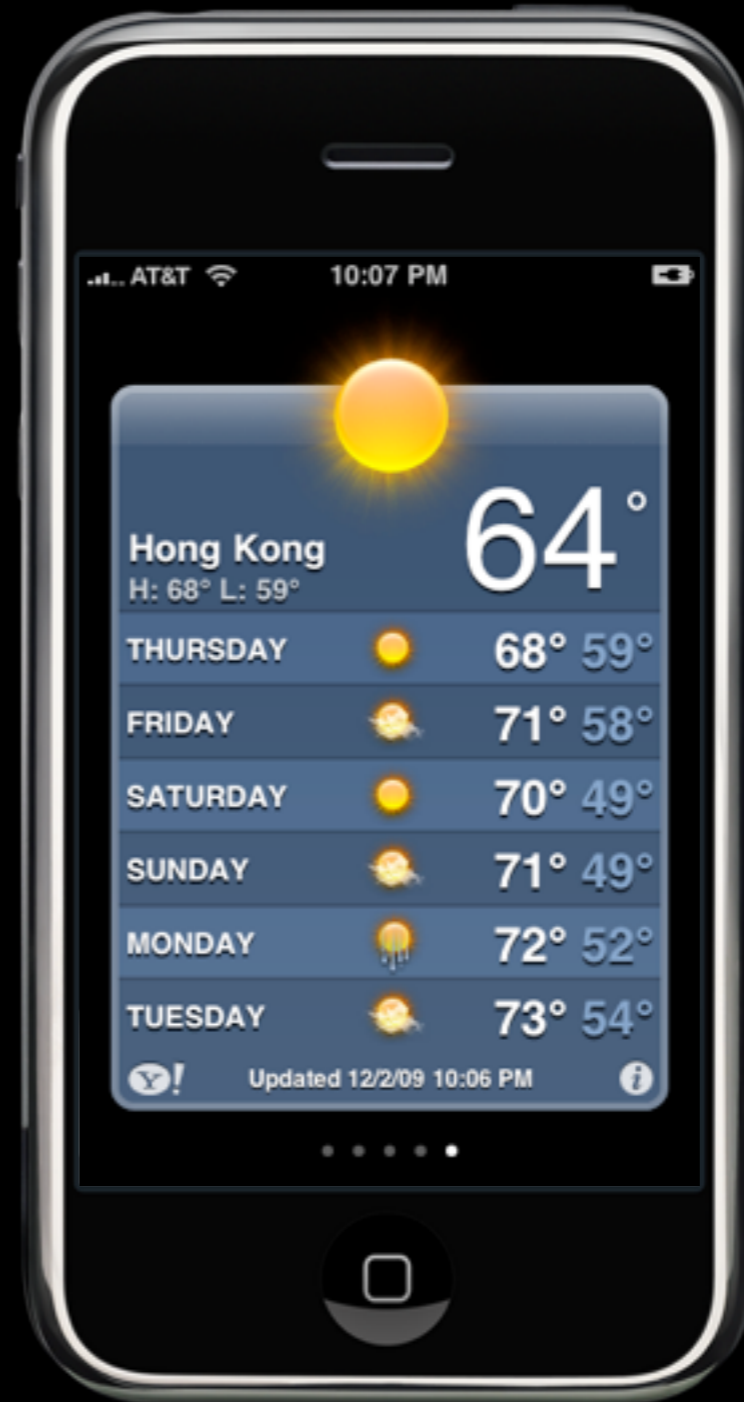 AT&T 10:07 PM
64°
Hong Kong
H: 68° L: 59°
THURSDAY 68° 59°
FRIDAY 71° 58°
SATURDAY 70° 49°
SUNDAY 71° 49°
MONDAY 72° 52°
TUESDAY 73° 54°
Y! Updated 12/2/09 10:06 PM i